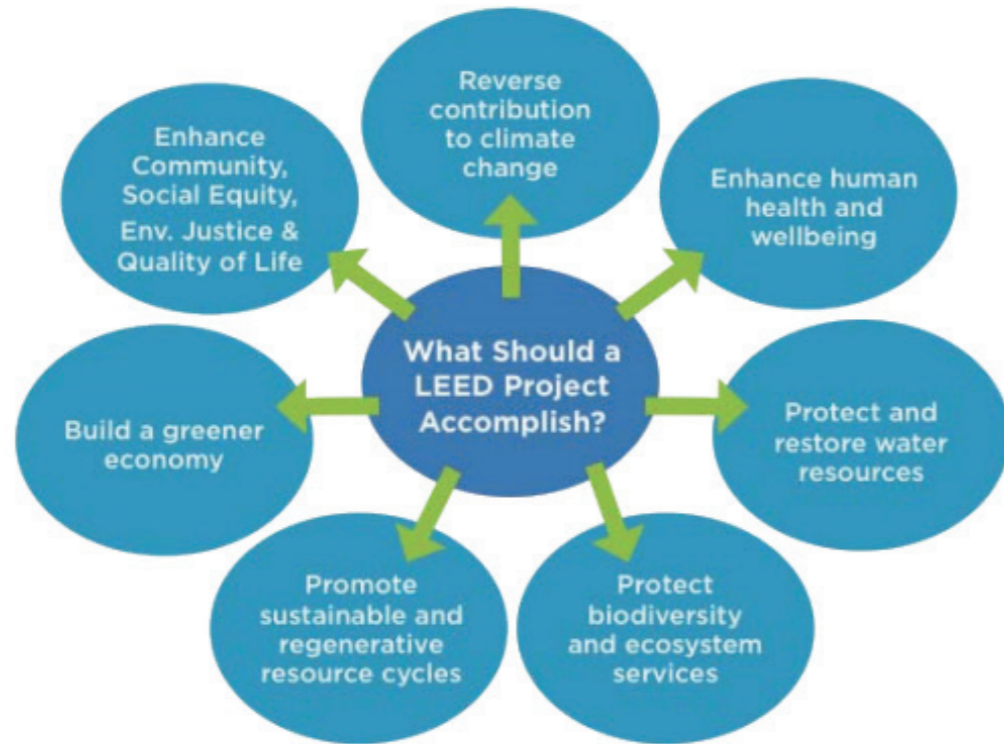 Reverse
contribution
to climate
change
Enhance human
health and
wellbeing
Protect and
restore water
resources
Protect
biodiversity
and ecosystem
services
Promote
sustainable and
regenerative
resource cycles
Build a greener
economy
Enhance
Community,
Social Equity,
Env. Justice &
Quality of Life
What Should a
LEED Project
Accomplish?